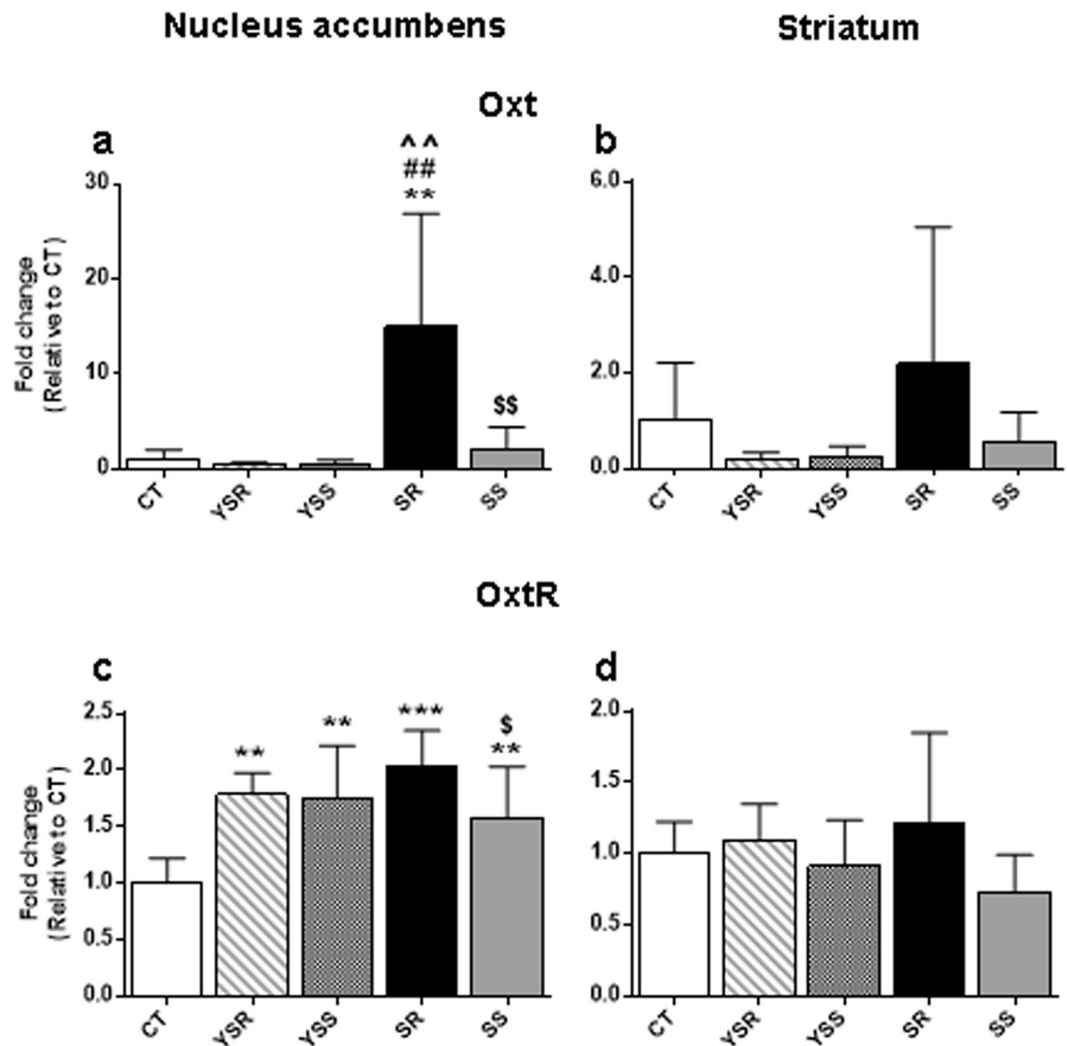 Nucleus accumbens
Striatum
Oxt
a
b
^ ^
##
**
$$
30
20
10
0
Fold change
(Relative to CT)
CT
YSR
YSS
SR
SS
6.0
4.0
2.0
0.0
CT
YSR
YSS
SR
SS
OxtR
c
d
**
**
***
$
**
2.5
2.0
1.5
1.0
0.5
0.0
Fold change
(Relative to CT)
CT
YSR
YSS
SR
SS
2.0
1.5
1.0
0.5
0.0
CT
YSR
YSS
SR
SS